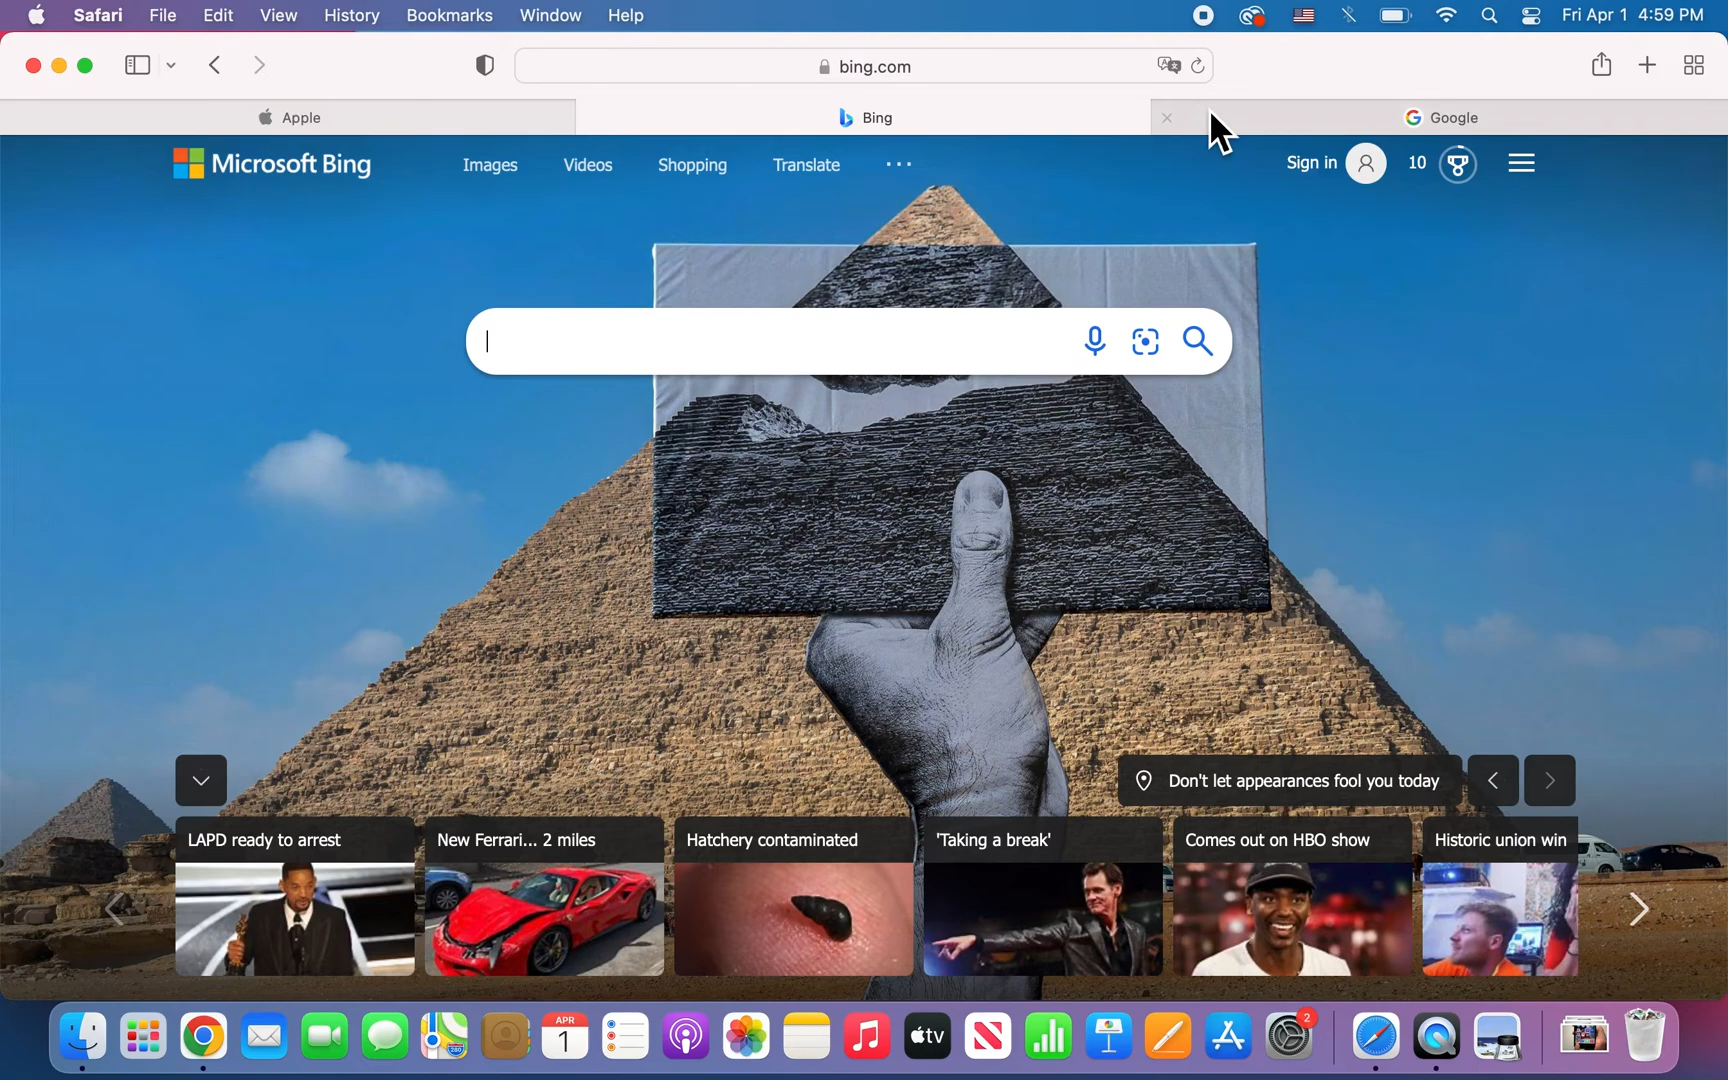 Safari File Edit View History Bookmarks Window Help Fri Apr 1 4:59 PM
bing.com
Apple Bing Google
Microsoft Bing Images Videos Shopping Translate Sign in 10
Don't let appearances fool you today
LAPD ready to arrest New Ferrari... 2 miles Hatchery contaminated 'Taking a break' Comes out on HBO show Historic union win
APR
1
280
tv
2